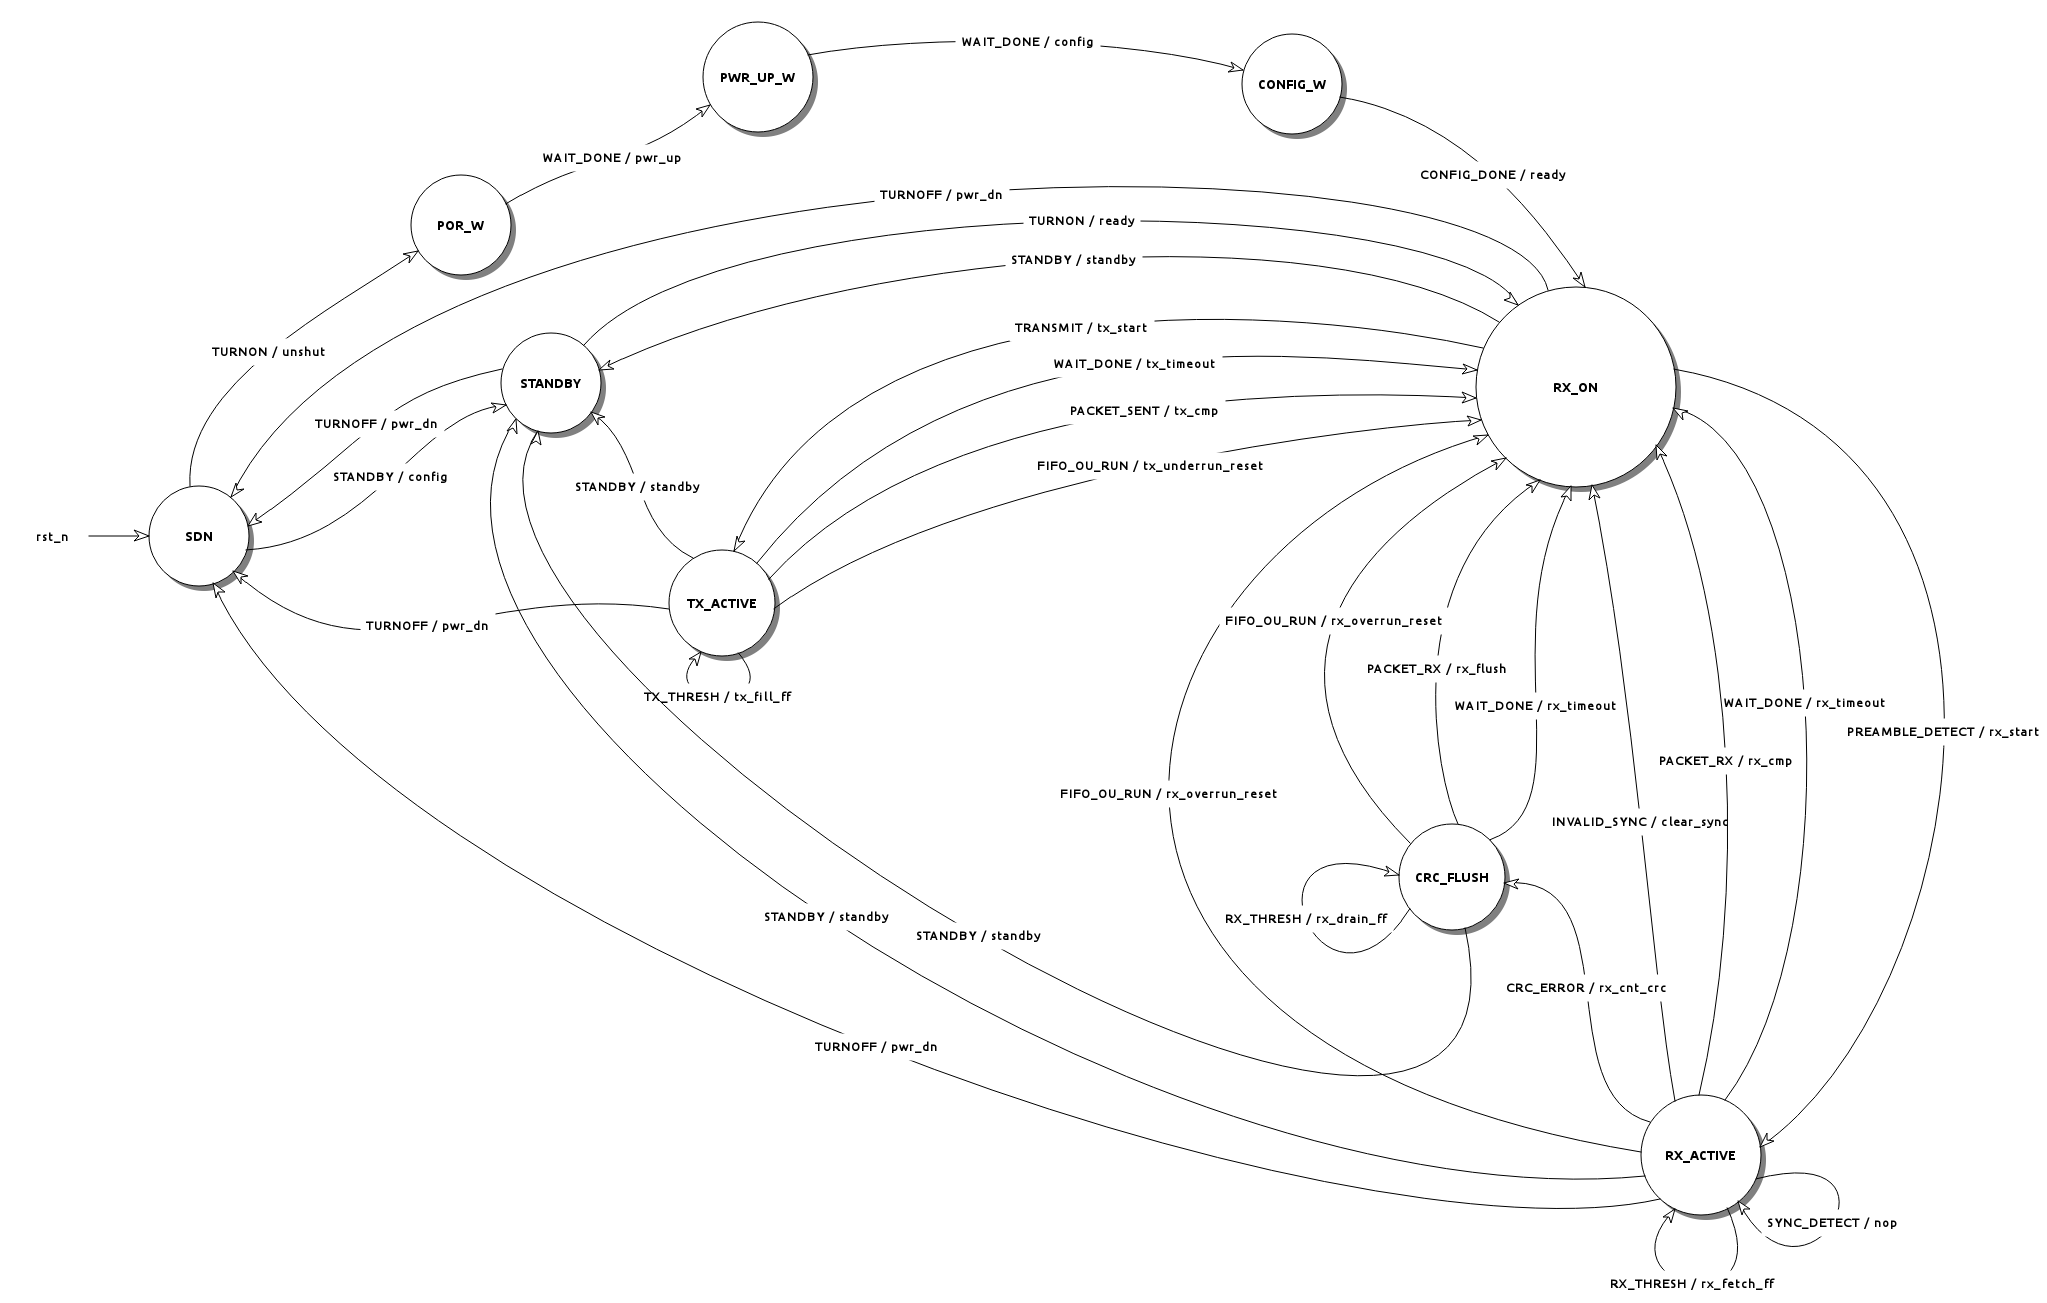 WAIT_DONE / config
PWR_UP_W
CONFIG_W
WAIT_DONE / pwr_up
CONFIG_DONE / ready
TURNOFF / pwr_dn
TURNON / ready
POR_W
STANDBY / standby
TRANSMIT / tx_start
TURNON / unshut
WAIT_DONE / tx_timeout
STANDBY
RX_ON
PACKET_SENT / tx_cmp
TURNOFF / pwr_dn
FIFO_OU_RUN / tx_underrun_reset
STANDBY / config
STANDBY / standby
rst_n
SDN
TX_ACTIVE
FIFO_OU_RUN / rx_overrun_reset
TURNOFF / pwr_dn
PACKET_RX / rx_flush
TX_THRESH / tx_fill_ff
WAIT_DONE / rx_timeout
WAIT_DONE / rx_timeout
PREAMBLE_DETECT / rx_start
PACKET_RX / rx_cmp
FIFO_OU_RUN / rx_overrun_reset
INVALID_SYNC / clear_sync
CRC_FLUSH
STANDBY / standby
RX_THRESH / rx_drain_ff
STANDBY / standby
CRC_ERROR / rx_cnt_crc
TURNOFF / pwr_dn
RX_ACTIVE
SYNC_DETECT / nop
RX_THRESH / rx_fetch_ff